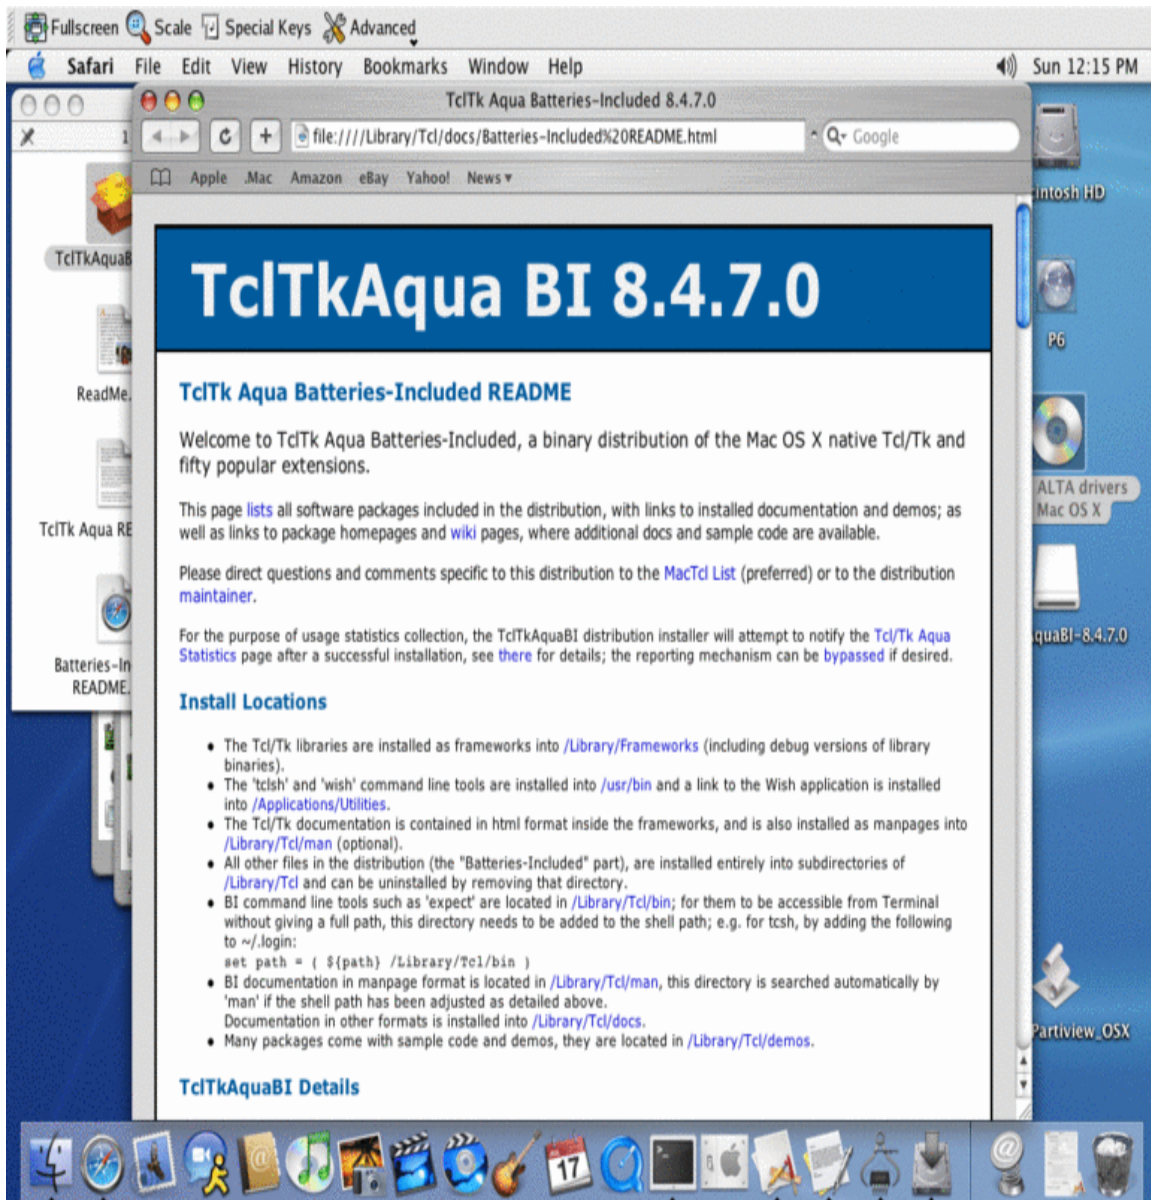 Fullscreen Scale Special Keys Advanced
Safari File Edit View History Bookmarks Window Help Sun 12:15 PM
TclTk Aqua Batteries-Included 8.4.7.0
1
file:////Library/Tcl/docs/Batteries-Included%20README.html
Google
Apple .Mac Amazon eBay Yahoo! News
TclTkAquaB
ReadMe.
TclTk Aqua RE
Batteries-In
README.
TclTkAqua BI 8.4.7.0
TclTk Aqua Batteries-Included README
Welcome to TclTk Aqua Batteries-Included, a binary distribution of the Mac OS X native Tcl/Tk and
fifty popular extensions.
This page lists all software packages included in the distribution, with links to installed documentation and demos; as
well as links to package homepages and wiki pages, where additional docs and sample code are available.
Please direct questions and comments specific to this distribution to the MacTcl List (preferred) or to the distribution
maintainer.
For the purpose of usage statistics collection, the TclTkAquaBI distribution installer will attempt to notify the Tcl/Tk Aqua
Statistics page after a successful installation, see there for details; the reporting mechanism can be bypassed if desired.
Install Locations
• The Tcl/Tk libraries are installed as frameworks into /Library/Frameworks (including debug versions of library
binaries).
• The 'tclsh' and 'wish' command line tools are installed into /usr/bin and a link to the Wish application is installed
into /Applications/Utilities.
• The Tcl/Tk documentation is contained in html format inside the frameworks, and is also installed as manpages into
/Library/Tcl/man (optional).
• All other files in the distribution (the "Batteries-Included" part), are installed entirely into subdirectories of
/Library/Tcl and can be uninstalled by removing that directory.
• BI command line tools such as 'expect' are located in /Library/Tcl/bin; for them to be accessible from Terminal
without giving a full path, this directory needs to be added to the shell path; e.g. for tcsh, by adding the following
to ~/.login:
set path = ( ${path} /Library/Tcl/bin )
• BI documentation in manpage format is located in /Library/Tcl/man, this directory is searched automatically by
'man' if the shell path has been adjusted as detailed above.
Documentation in other formats is installed into /Library/Tcl/docs.
• Many packages come with sample code and demos, they are located in /Library/Tcl/demos.
TclTkAquaBI Details
intosh HD
P6
ALTA drivers
Mac OS X
quaBI-8.4.7.0
Partiview_OSX
17